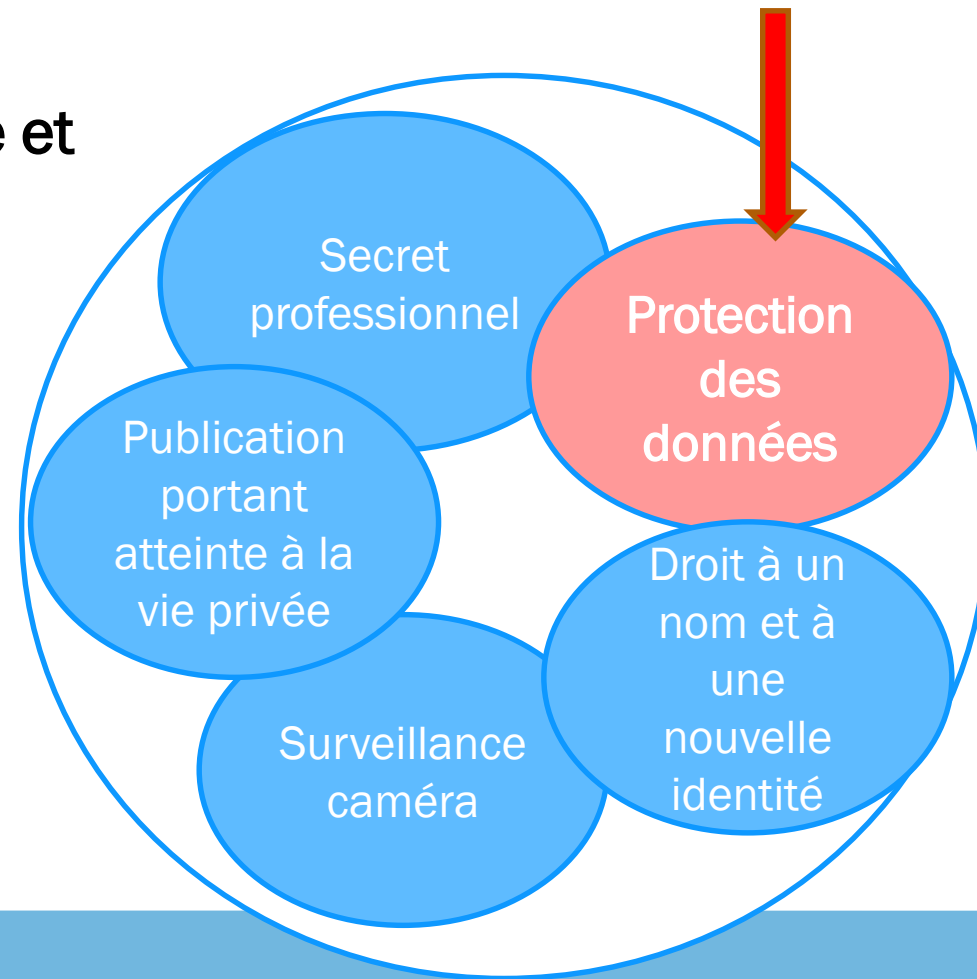 et
Secret
professionnel
Protection
des
données
Publication
portant
atteinte à la
vie privée
Droit à un
nom et à
une
nouvelle
identité
Surveillance
caméra